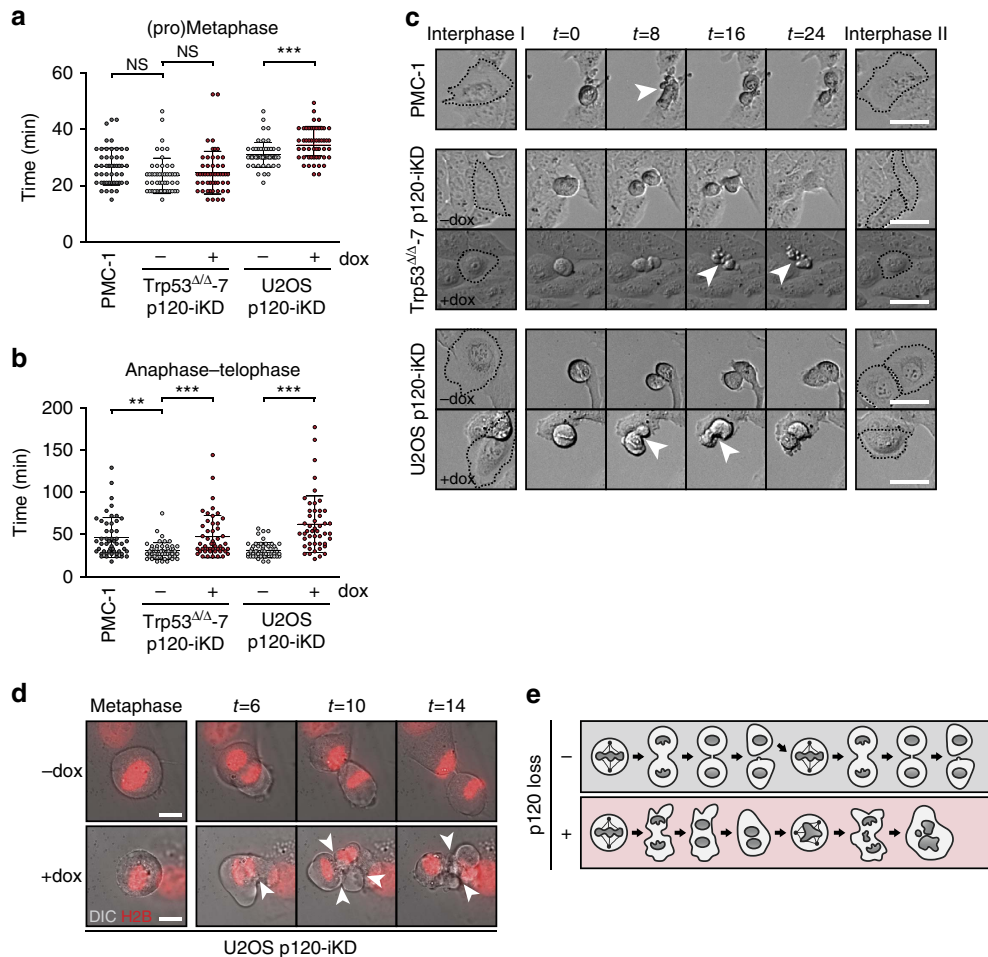 a
(pro)Metaphase
NS
NS
***
60
40
20
0
Time (min)
PMC-1
– + – + dox
Trp53Δ/Δ-7 p120-iKD
U2OS p120-iKD
b
Anaphase–telophase
**
***
***
200
150
100
50
0
Time (min)
PMC-1
– + – + dox
Trp53Δ/Δ-7 p120-iKD
U2OS p120-iKD
c
Interphase I t=0 t=8 t=16 t=24 Interphase II
PMC-1
Trp53Δ/Δ-7 p120-iKD
–dox
+dox
U2OS p120-iKD
–dox
+dox
d
Metaphase t=6 t=10 t=14
–dox
+dox
DIC H2B
U2OS p120-iKD
e
p120 loss
–
+